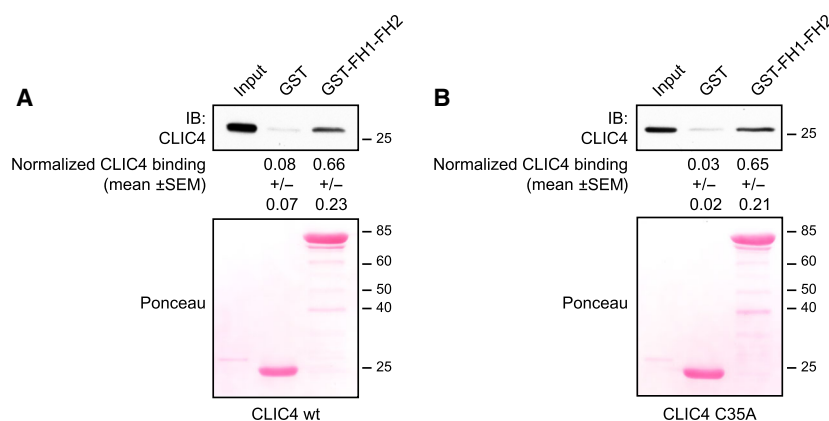 A
Input
GST
GST-FH1-FH2
IB:
CLIC4
– 25
Normalized CLIC4 binding
(mean ±SEM)
0.08 0.66
+/– +/–
0.07 0.23
Ponceau
– 85
– 60
– 50
– 40
– 25
CLIC4 wt
B
Input
GST
GST-FH1-FH2
IB:
CLIC4
– 25
Normalized CLIC4 binding
(mean ±SEM)
0.03 0.65
+/– +/–
0.02 0.21
Ponceau
– 85
– 60
– 50
– 40
– 25
CLIC4 C35A